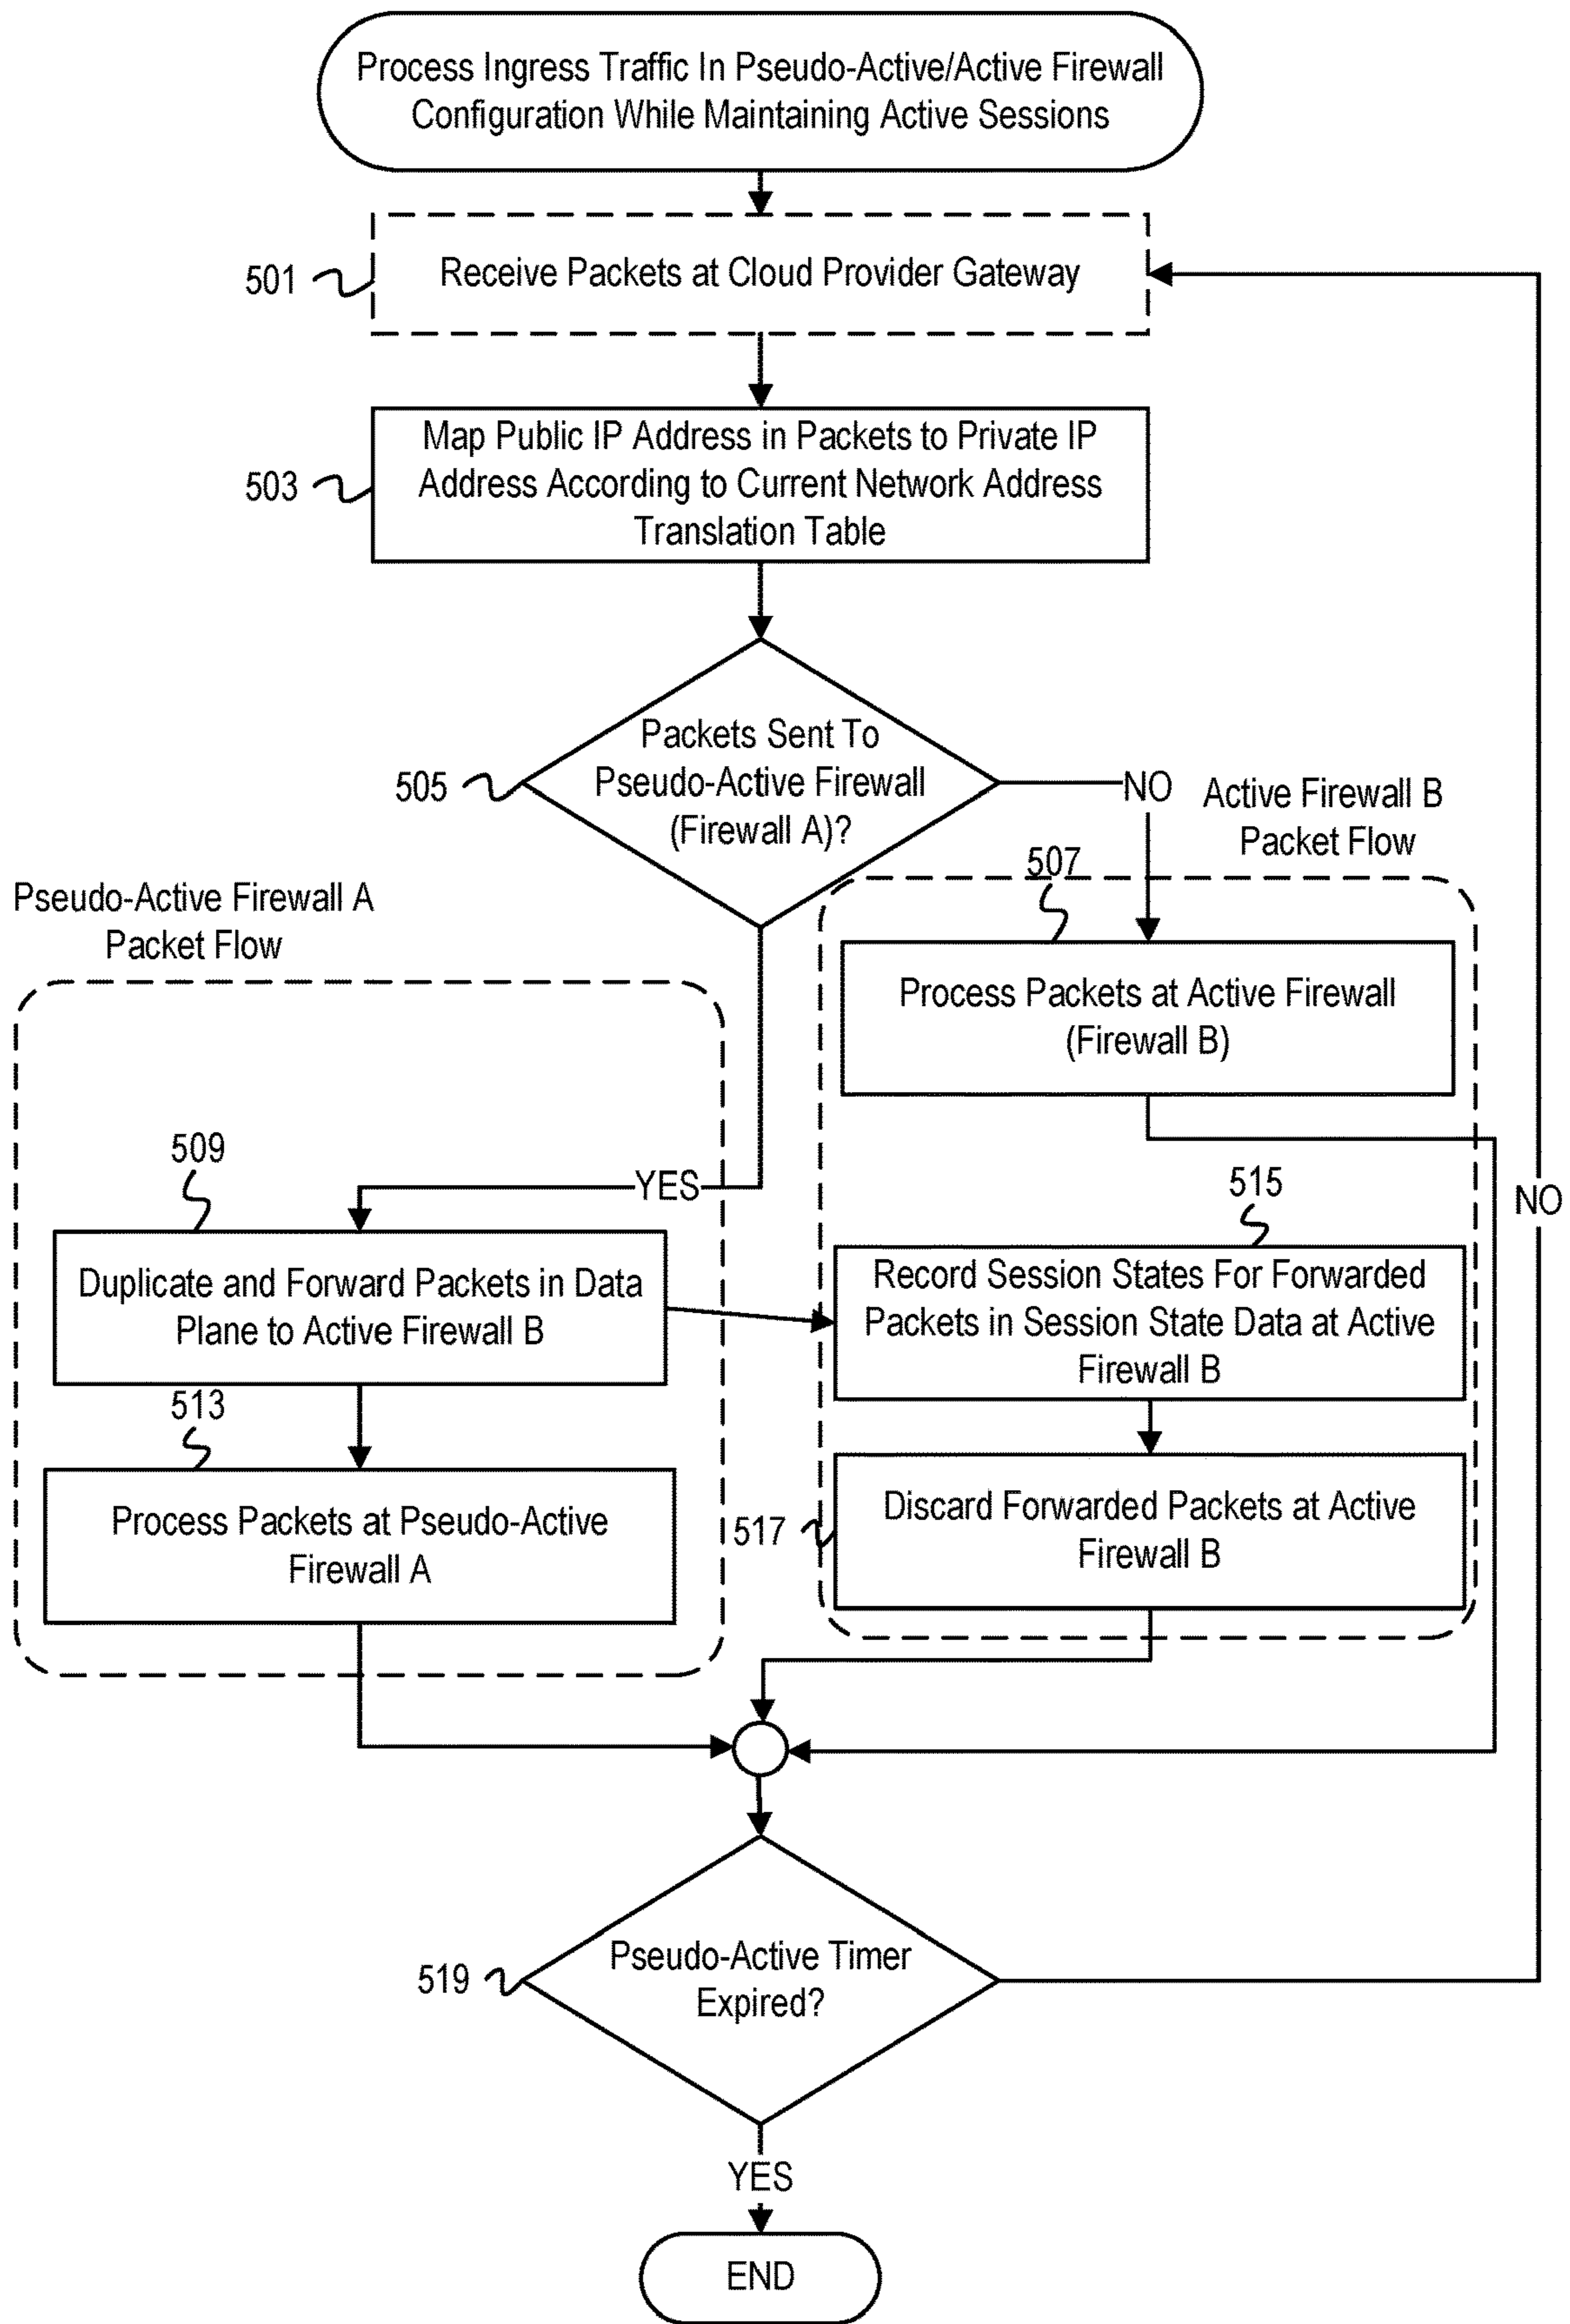 Process Ingress Traffic In Pseudo-Active/Active Firewall
Configuration While Maintaining Active Sessions
501
Receive Packets at Cloud Provider Gateway
503
Map Public IP Address in Packets to Private IP
Address According to Current Network Address
Translation Table
505
Packets Sent To
Pseudo-Active Firewall
(Firewall A)?
NO
Active Firewall B
Packet Flow
507
Process Packets at Active Firewall
(Firewall B)
Pseudo-Active Firewall A
Packet Flow
YES
509
Duplicate and Forward Packets in Data
Plane to Active Firewall B
513
Process Packets at Pseudo-Active
Firewall A
515
Record Session States For Forwarded
Packets in Session State Data at Active
Firewall B
517
Discard Forwarded Packets at Active
Firewall B
NO
519
Pseudo-Active Timer
Expired?
YES
END